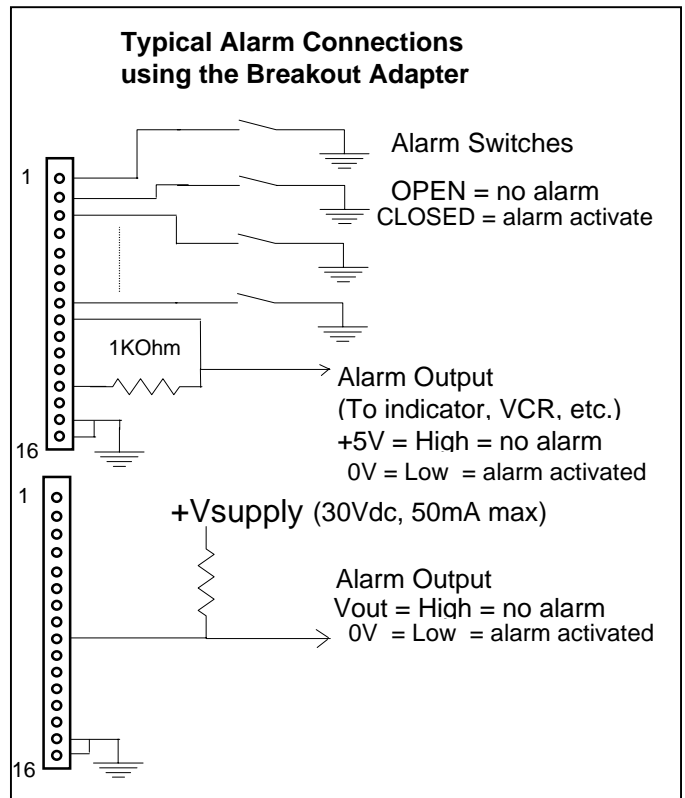 Typical Alarm Connections
using the Breakout Adapter
Alarm Switches
1
OPEN = no alarm
CLOSED = alarm activate
1KOhm
Alarm Output
(To indicator, VCR, etc.)
+5V = High = no alarm
16
0V = Low = alarm activated
1
+Vsupply (30Vdc, 50mA max)
Alarm Output
Vout = High = no alarm
0V = Low = alarm activated
16